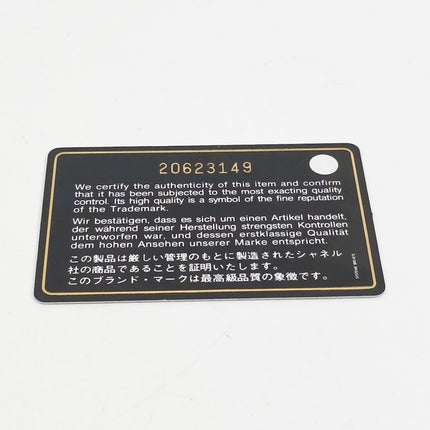 20623149
We certify the authenticity of this item and confirm
that it has been subjected to the most exacting quality
control. Its high quality is a symbol of the fine reputation
of the Trademark.
Wir bestätigen, dass es sich um einen Artikel handelt,
der während seiner Herstellung strengsten Kontrollen
unterworfen war, und dessen erstklassige Qualität
dem hohen Ansehen unserer Marke entspricht.
この製品は厳しい管理のもとに製造されたシャネル
社の商品であることを証明いたします。
このブランド・マークは最高級品質の象徴です。